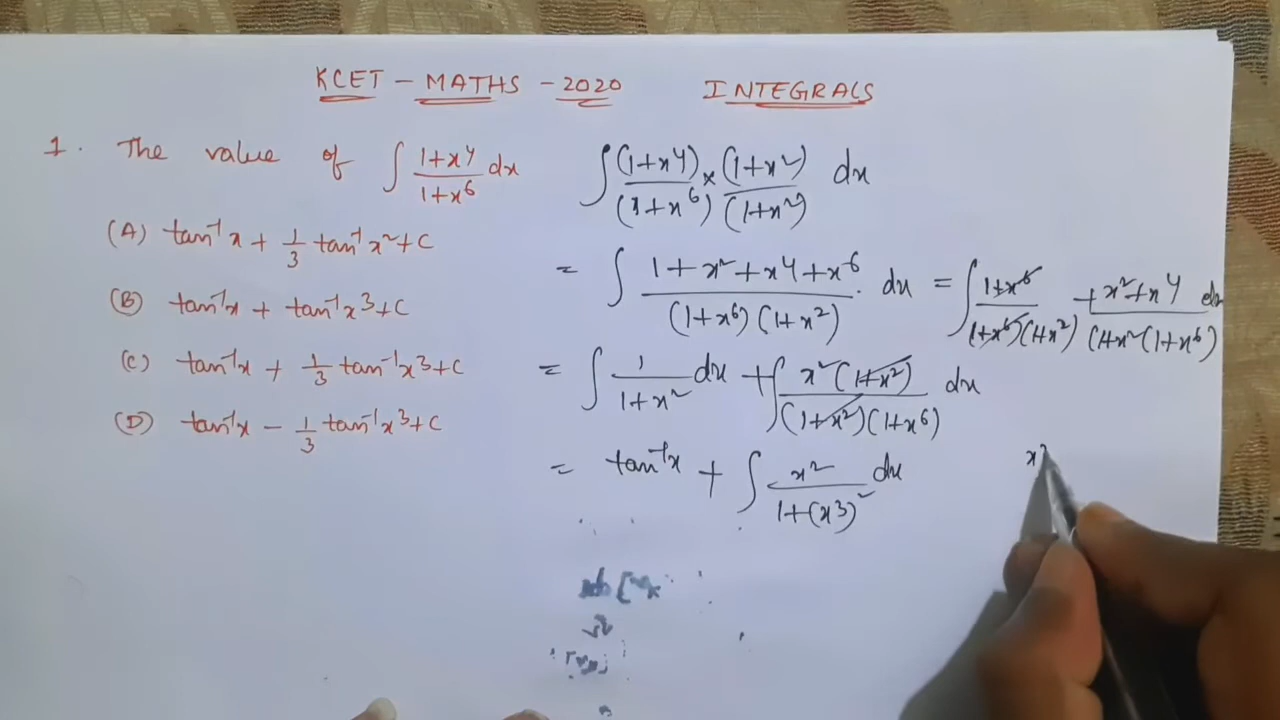 KCET - MATHS - 2020 INTEGRALS
1. The value of ∫ (1+x⁴)/(1+x⁶) dx
(A) tan⁻¹x + 1/3 tan⁻¹x² + C
(B) tan⁻¹x + tan⁻¹x³ + C
(C) tan⁻¹x + 1/3 tan⁻¹x³ + C
(D) tan⁻¹x - 1/3 tan⁻¹x³ + C
∫ (1+x⁴)/(1+x⁶) × (1+x²)/(1+x²) dx
= ∫ (1+x²+x⁴+x⁶)/((1+x⁶)(1+x²)) dx = ∫ (1+x⁶)/((1+x⁶)(1+x²)) + (x²+x⁴)/((1+x²(1+x⁶)) dx
= ∫ 1/(1+x²) dx + ∫ x²(1+x²)/((1+x²)(1+x⁶)) dx
= tan⁻¹x + ∫ x²/(1+(x3)²) dx